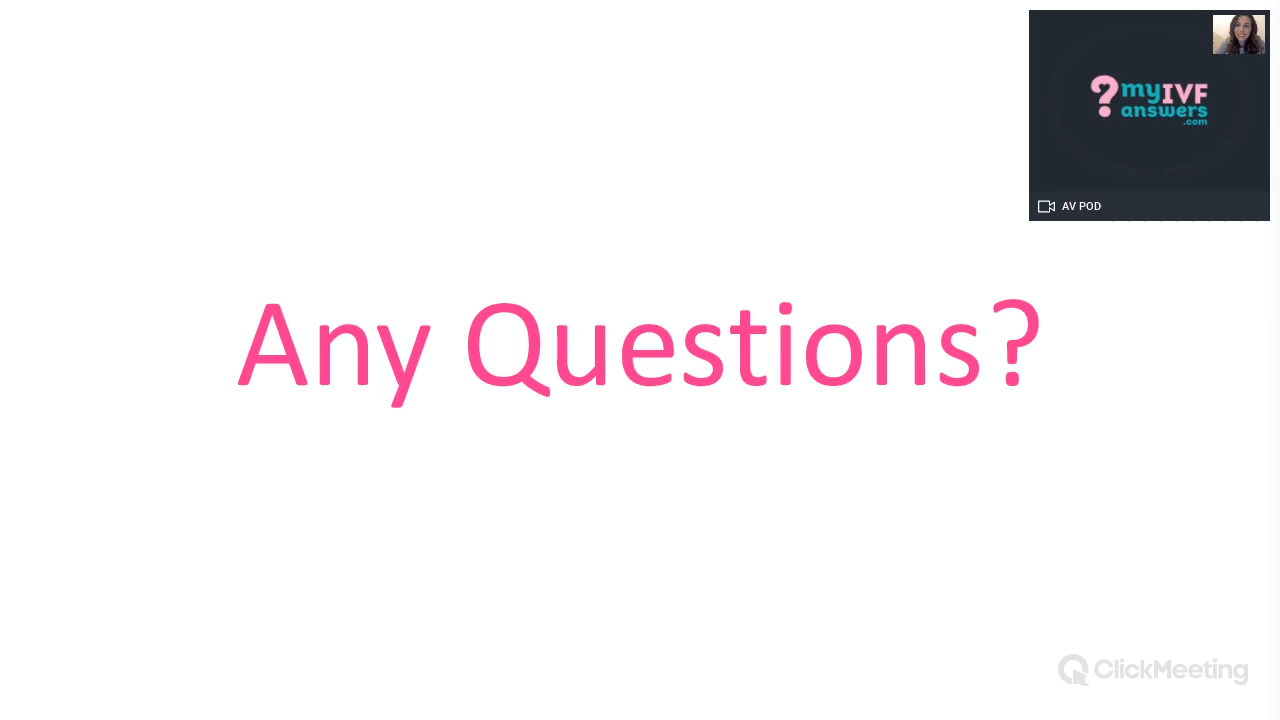 myIVF
answers
.com
AV POD
Any Questions?
ClickMeeting